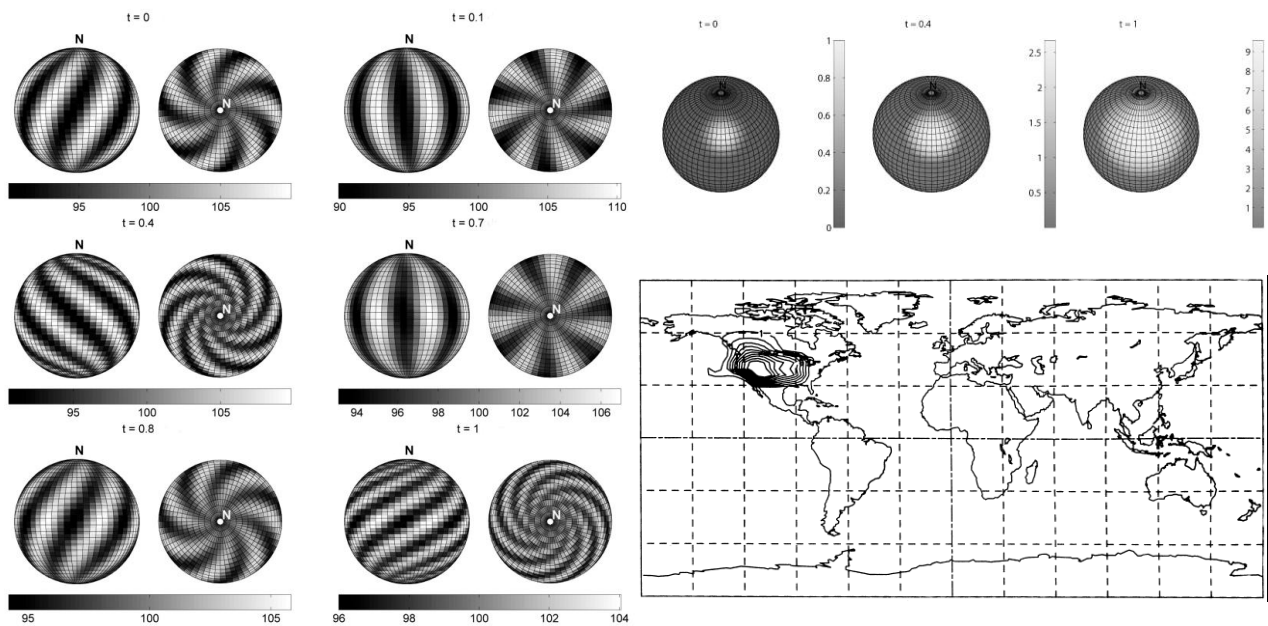 t = 0
N
N
95 100 105
t = 0.1
N
N
90 95 100 105 110
t = 0.4
N
N
95 100 105
t = 0.7
N
N
94 96 98 100 102 104 106
t = 0.8
N
N
95 100 105
t = 1
N
N
96 98 100 102 104
t = 0
N
1
0.8
0.6
0.4
0.2
0
t = 0.4
N
2.5
2
1.5
1
0.5
t = 1
N
9
8
7
6
5
4
3
2
1